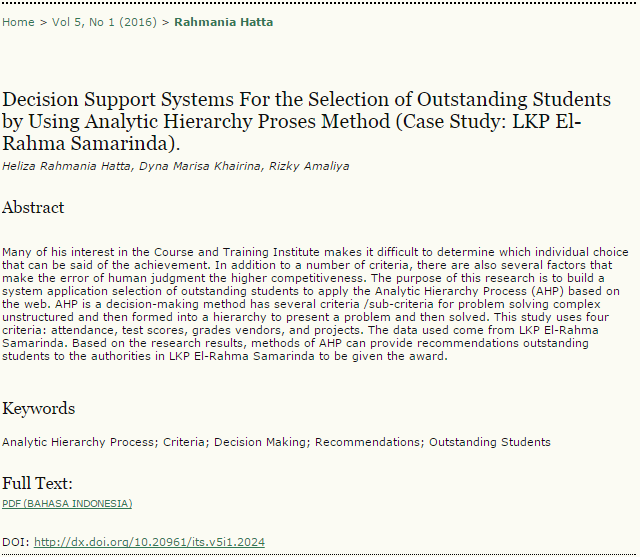 Home > Vol 5, No 1 (2016) > Rahmania Hatta
Decision Support Systems For the Selection of Outstanding Students
by Using Analytic Hierarchy Proses Method (Case Study: LKP El-
Rahma Samarinda).
Heliza Rahmania Hatta, Dyna Marisa Khairina, Rizky Amaliya
Abstract
Many of his interest in the Course and Training Institute makes it difficult to determine which individual choice
that can be said of the achievement. In addition to a number of criteria, there are also several factors that
make the error of human judgment the higher competitiveness. The purpose of this research is to build a
system application selection of outstanding students to apply the Analytic Hierarchy Process (AHP) based on
the web. AHP is a decision-making method has several criteria /sub-criteria for problem solving complex
unstructured and then formed into a hierarchy to present a problem and then solved. This study uses four
criteria: attendance, test scores, grades vendors, and projects. The data used come from LKP El-Rahma
Samarinda. Based on the research results, methods of AHP can provide recommendations outstanding
students to the authorities in LKP El-Rahma Samarinda to be given the award.
Keywords
Analytic Hierarchy Process; Criteria; Decision Making; Recommendations; Outstanding Students
Full Text:
PDF (BAHASA INDONESIA)
DOI: http://dx.doi.org/10.20961/its.v5i1.2024